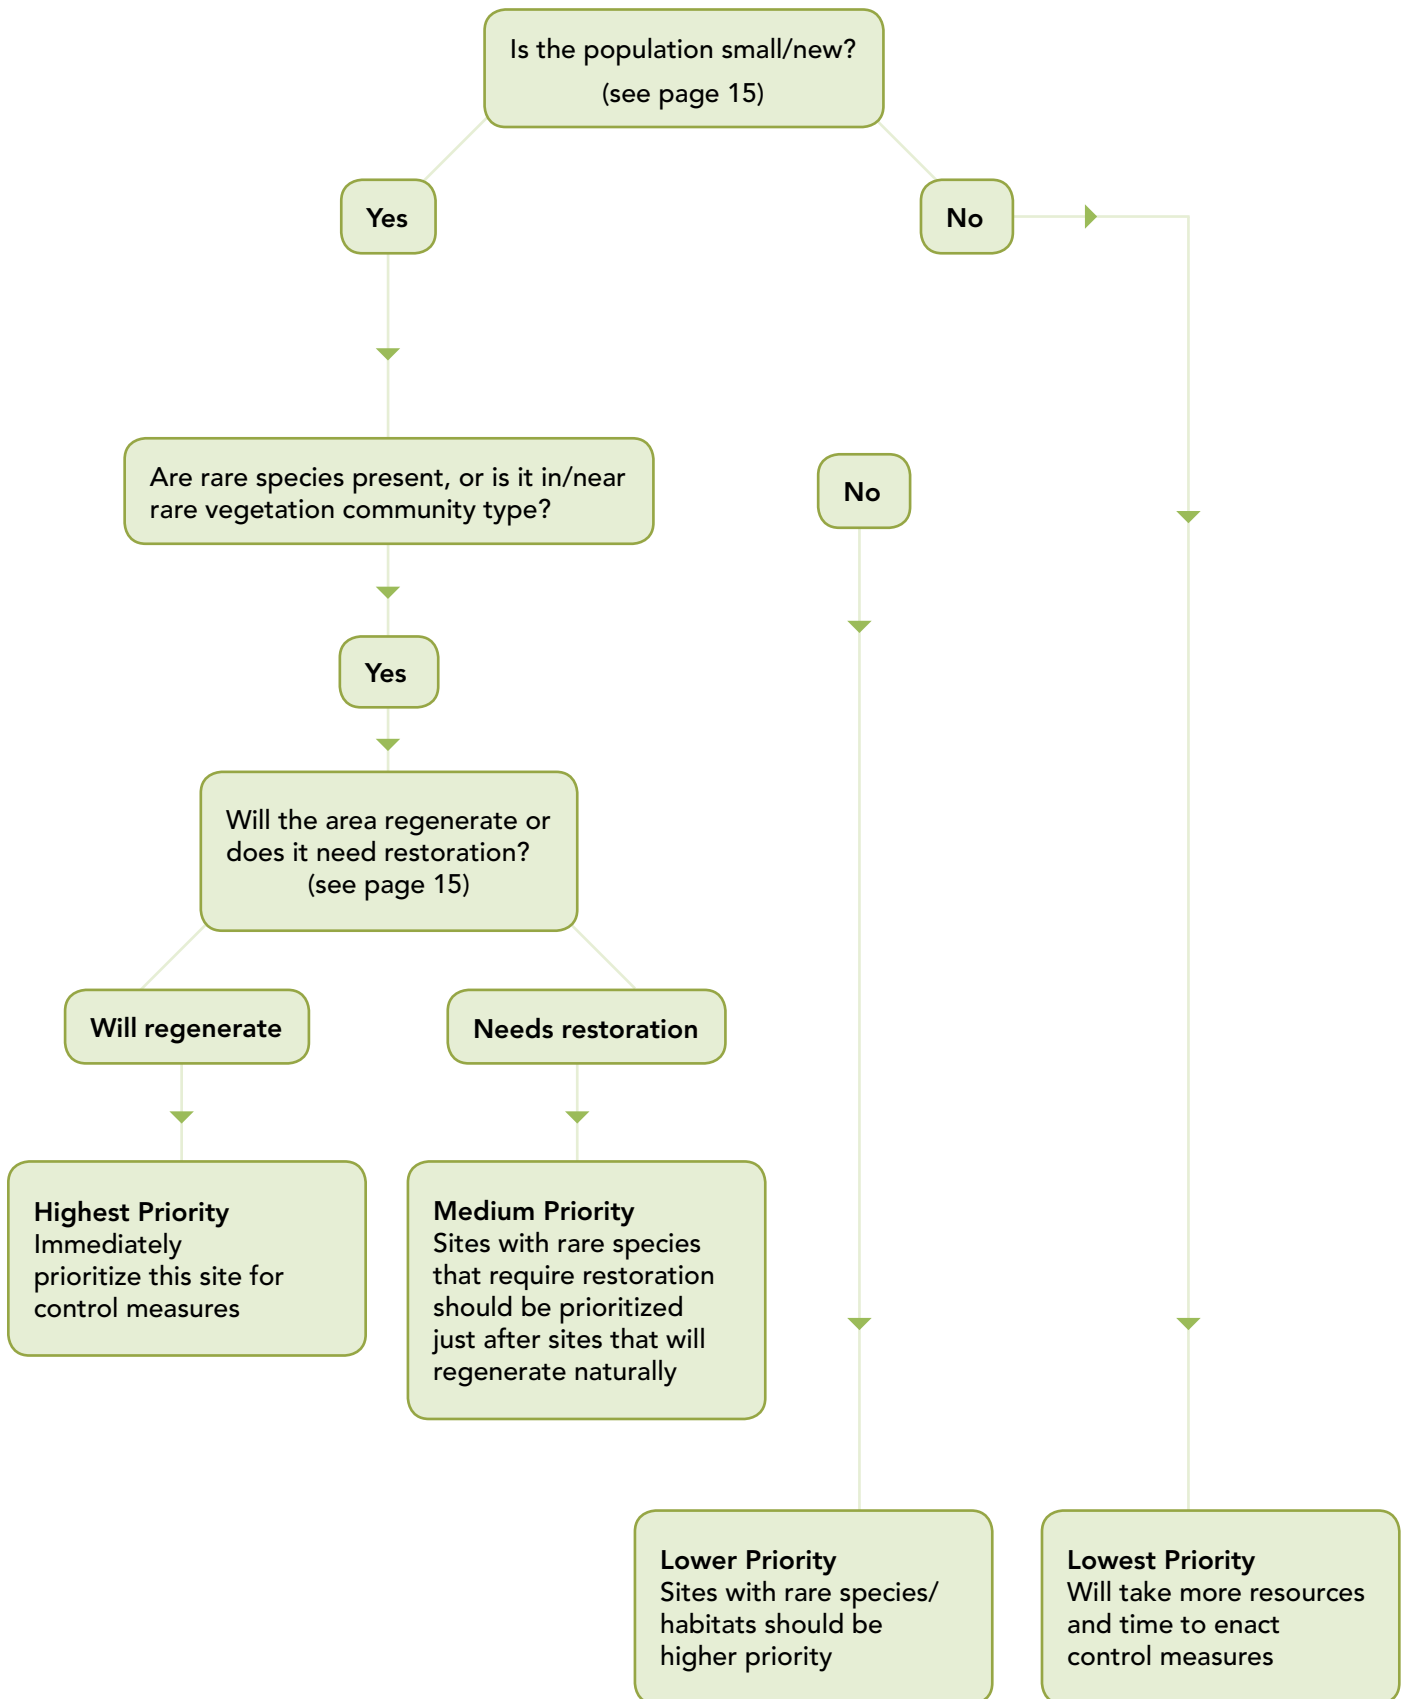 Is the population small/new?
(see page 15)
Yes
No
Are rare species present, or is it in/near
rare vegetation community type?
No
Yes
Will the area regenerate or
does it need restoration?
(see page 15)
Will regenerate
Needs restoration
Highest Priority
Immediately
prioritize this site for
control measures
Medium Priority
Sites with rare species
that require restoration
should be prioritized
just after sites that will
regenerate naturally
Lower Priority
Sites with rare species/
habitats should be
higher priority
Lowest Priority
Will take more resources
and time to enact
control measures